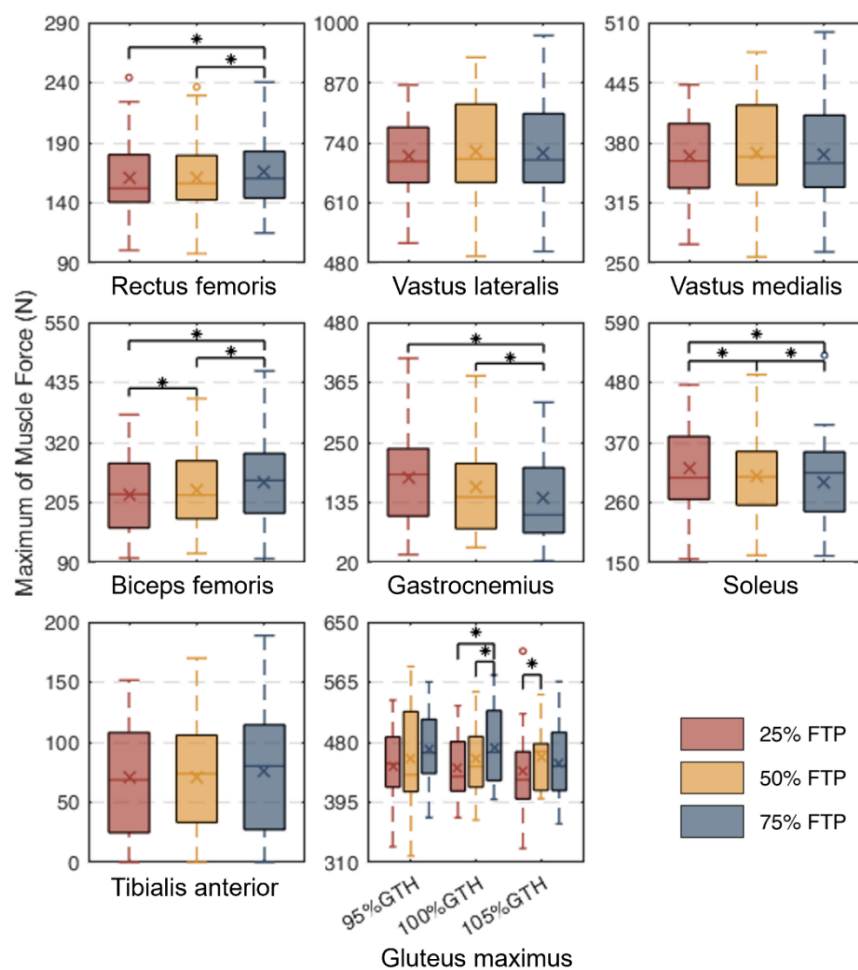 Maximum of Muscle Force (N)
290
240
190
140
90
Rectus femoris
1000
870
740
610
480
Vastus lateralis
510
445
380
315
250
Vastus medialis
550
435
320
205
90
Biceps femoris
480
365
250
135
20
Gastrocnemius
590
480
370
260
150
Soleus
200
150
100
50
0
Tibialis anterior
650
565
480
395
310
95%GTH
100%GTH
105%GTH
Gluteus maximus
25% FTP
50% FTP
75% FTP